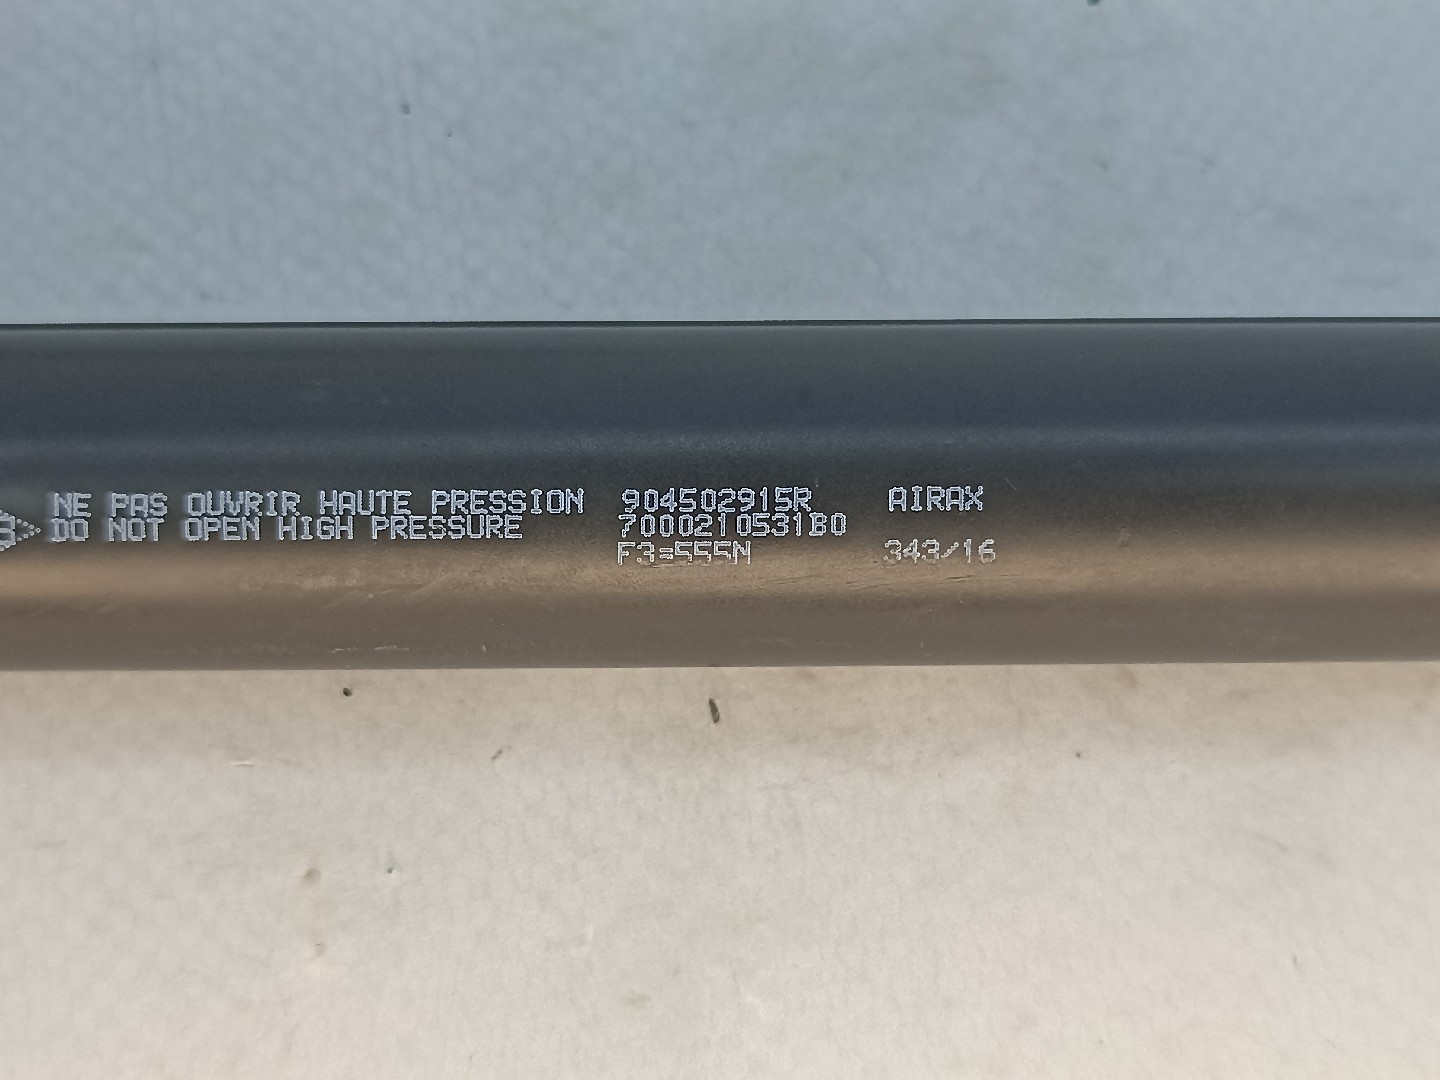 NE PAS OUVRIR HAUTE PRESSION 904502915R AIRAX
DO NOT OPEN HIGH PRESSURE 7000210531B0
F3=555N 343/16